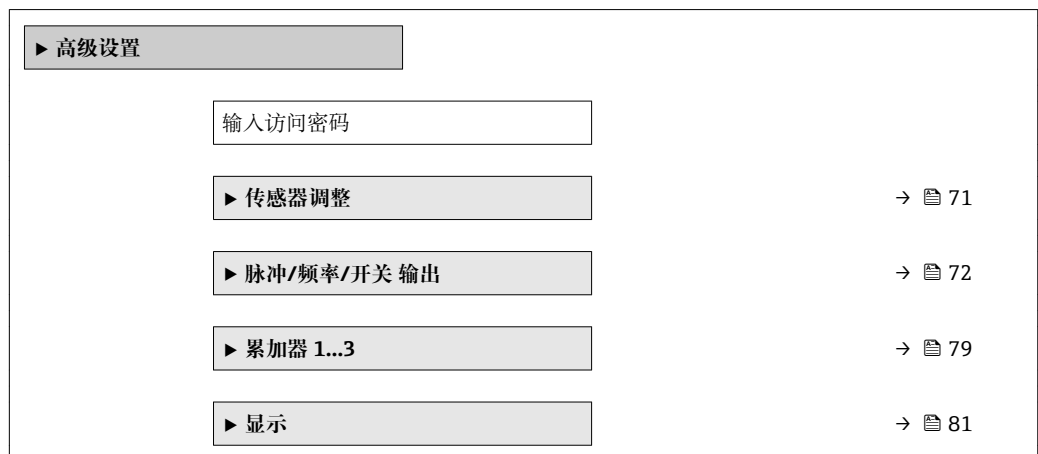 ▶ 高级设置
输入访问密码
▶ 传感器调整 → 71
▶ 脉冲/频率/开关 输出 → 72
▶ 累加器 1...3 → 79
▶ 显示 → 81